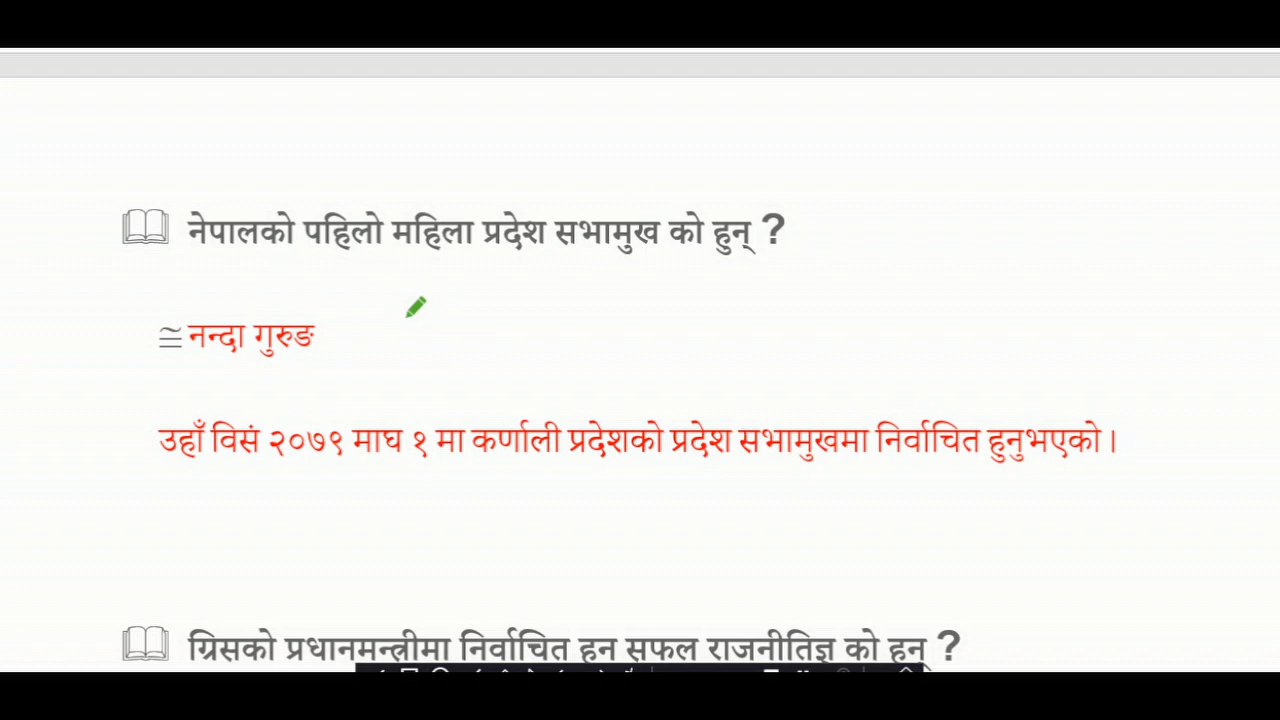 नेपालको पहिलो महिला प्रदेश सभामुख को हुन् ?
≅ नन्दा गुरुङ
उहाँ विसं २०७९ माघ १ मा कर्णाली प्रदेशको प्रदेश सभामुखमा निर्वाचित हुनुभएको ।
ग्रिसको प्रधानमन्त्रीमा निर्वाचित हुन सफल राजनीतिज्ञ को हुन् ?